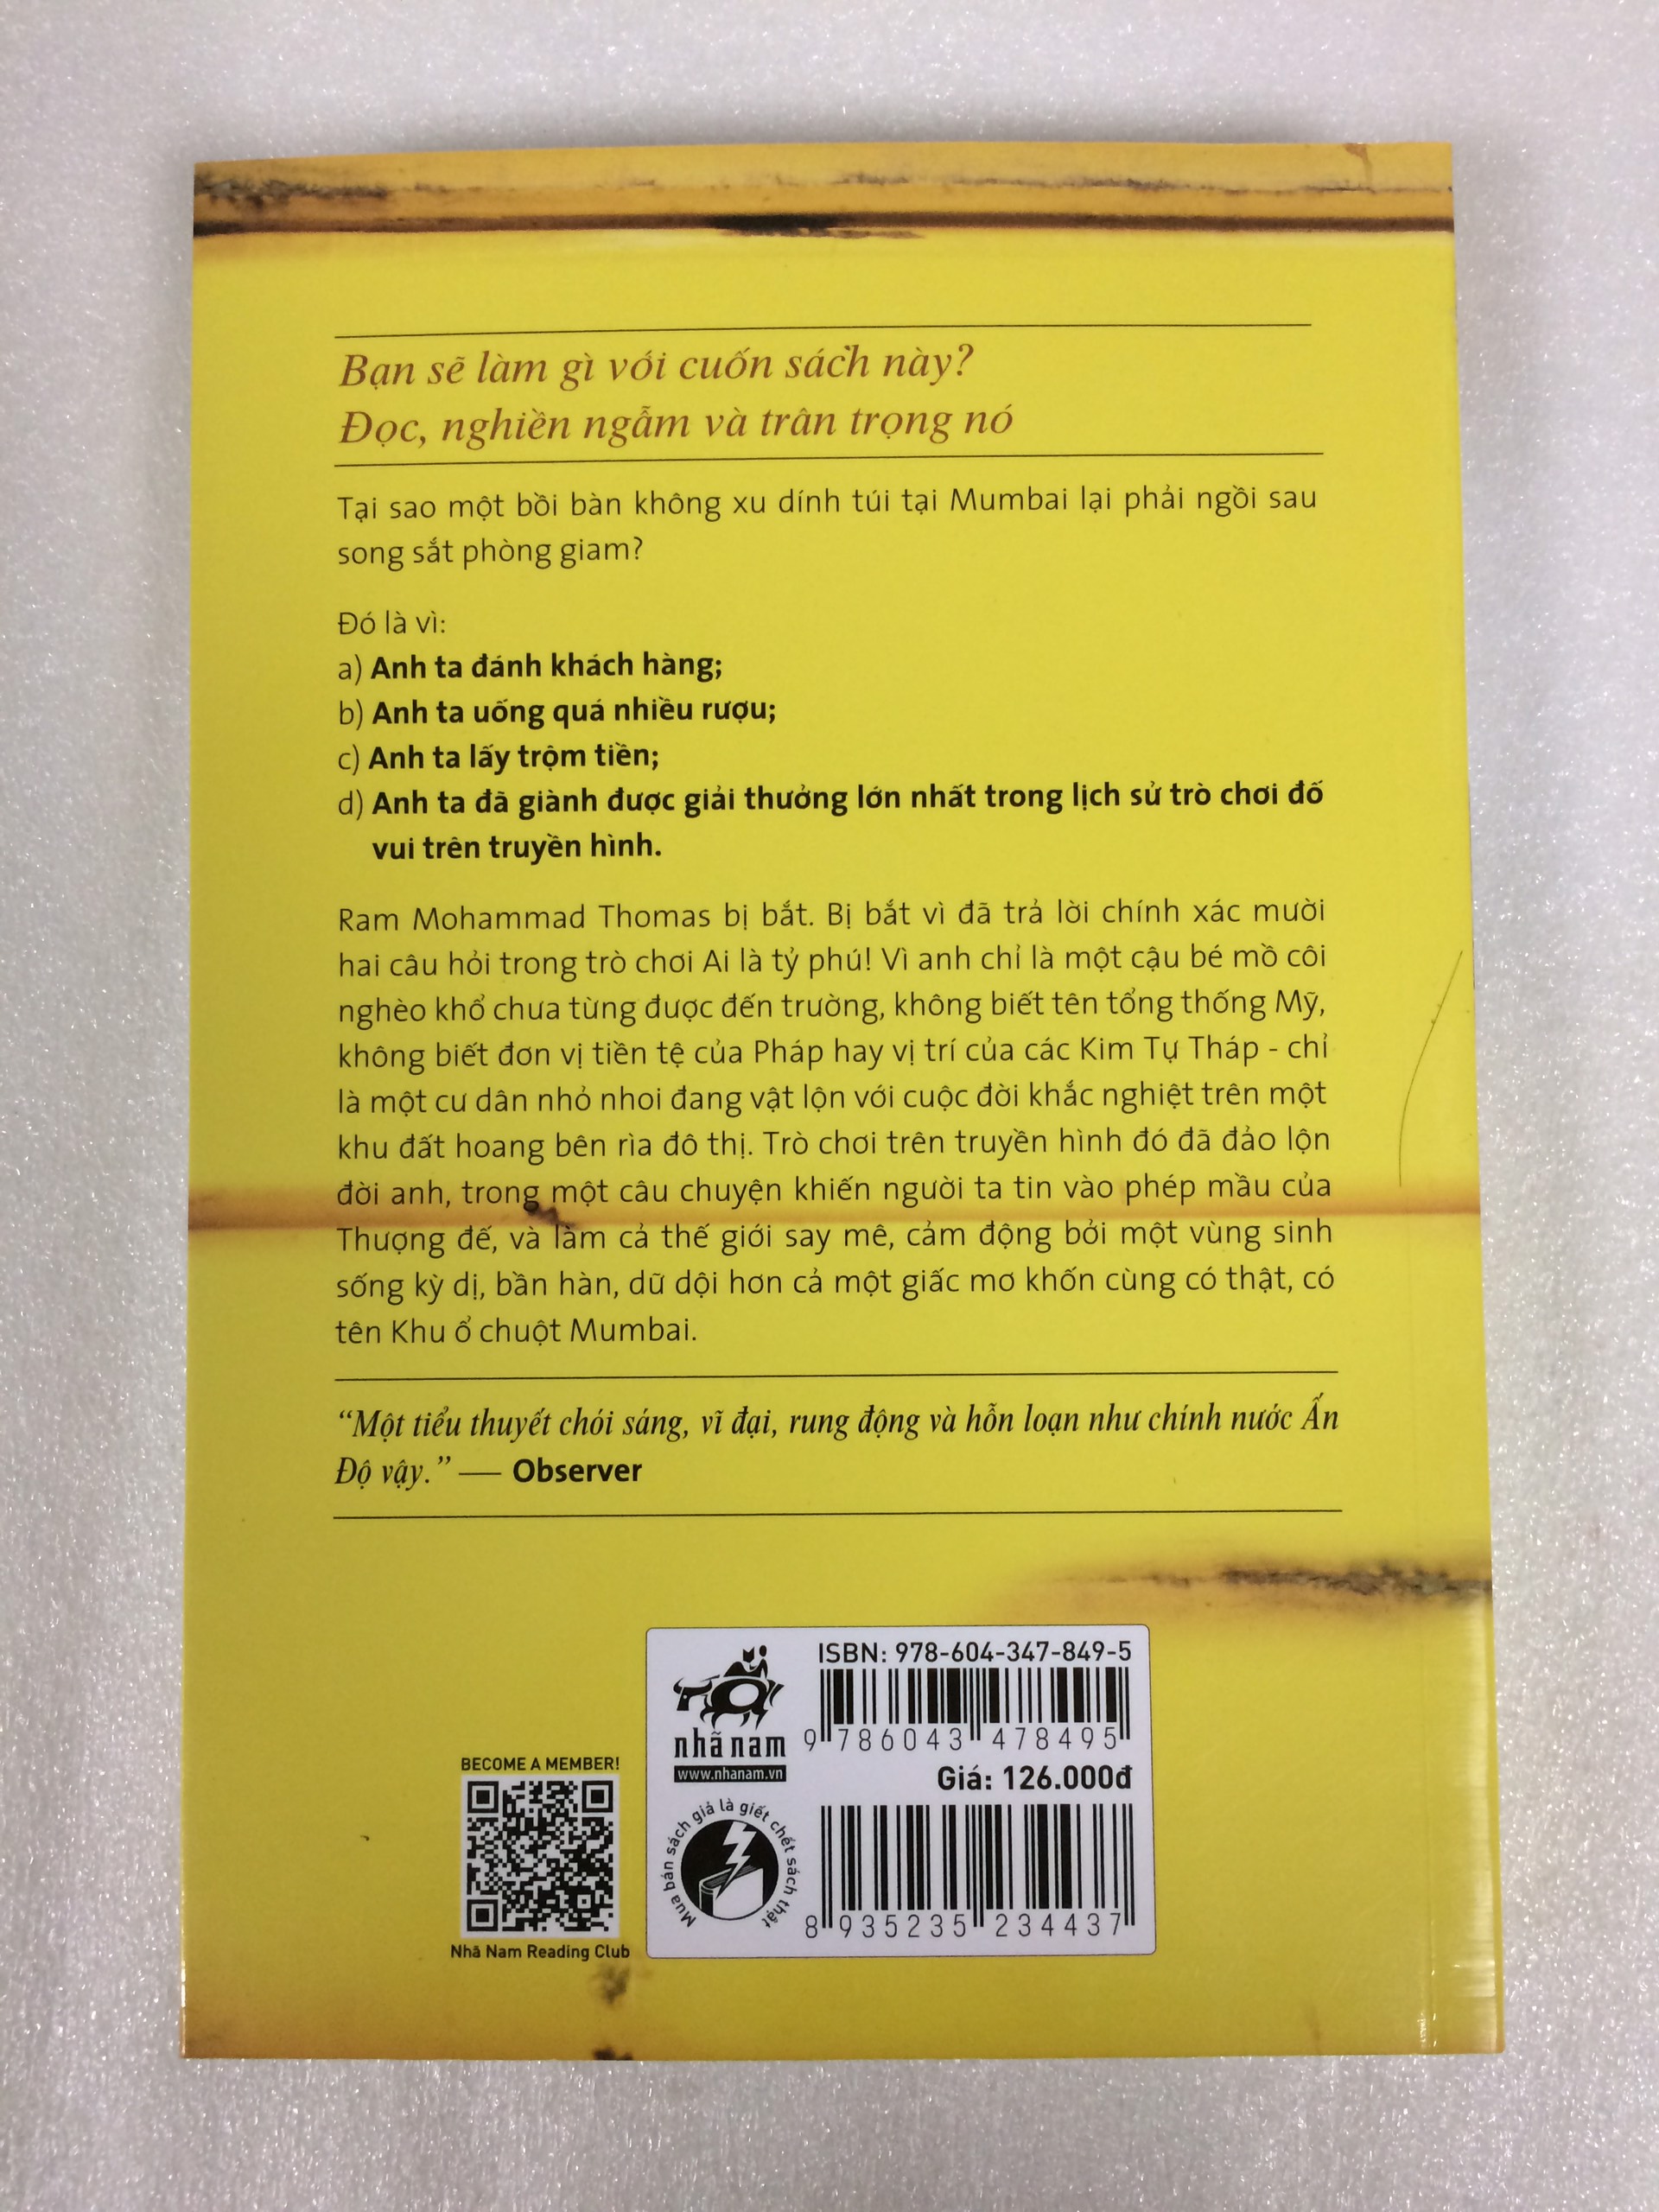 Bạn sẽ làm gì với cuốn sách này?
Đọc, nghiền ngẫm và trân trọng nó
Tại sao một bồi bàn không xu dính túi tại Mumbai lại phải ngồi sau
song sắt phòng giam?
Đó là vì:
a) Anh ta đánh khách hàng;
b) Anh ta uống quá nhiều rượu;
c) Anh ta lấy trộm tiền;
d) Anh ta đã giành được giải thưởng lớn nhất trong lịch sử trò chơi đố
vui trên truyền hình.
Ram Mohammad Thomas bị bắt. Bị bắt vì đã trả lời chính xác mười
hai câu hỏi trong trò chơi Ai là tỷ phú! Vì anh chỉ là một cậu bé mồ côi
nghèo khổ chưa từng được đến trường, không biết tên tổng thống Mỹ,
không biết đơn vị tiền tệ của Pháp hay vị trí của các Kim Tự Tháp - chỉ
là một cư dân nhỏ nhoi đang vật lộn với cuộc đời khắc nghiệt trên một
khu đất hoang bên rìa đô thị. Trò chơi trên truyền hình đó đã đảo lộn
đời anh, trong một câu chuyện khiến người ta tin vào phép mầu của
Thượng đế, và làm cả thế giới say mê, cảm động bởi một vùng sinh
sống kỳ dị, bần hàn, dữ dội hơn cả một giấc mơ khốn cùng có thật, có
tên Khu ổ chuột Mumbai.
“Một tiểu thuyết chói sáng, vĩ đại, rung động và hỗn loạn như chính nước Ấn
Độ vậy.” — Observer
ISBN: 978-604-347-849-5
nhã nam
www.nhanam.vn
9 786043 478495
Giá: 126.000đ
BECOME A MEMBER!
Nhã Nam Reading Club
Mua bán sách giả là giết chết sách thật
8 935235 234437